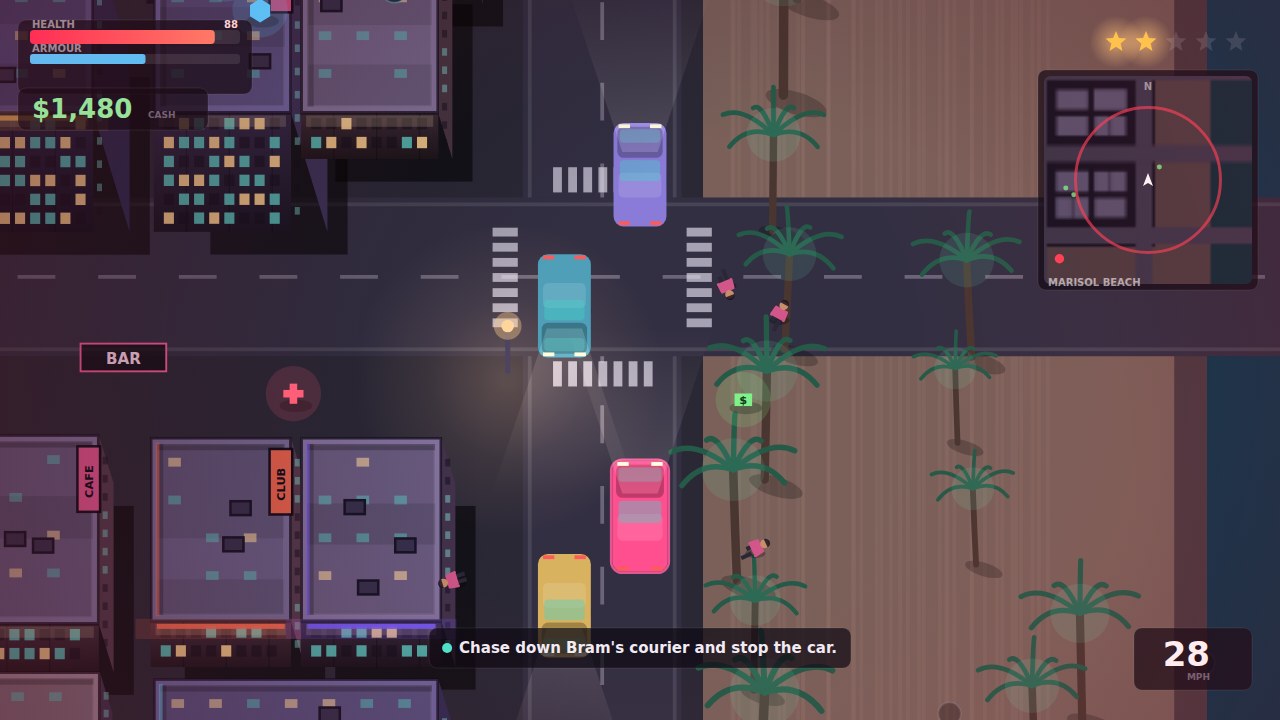 HEALTH 88
ARMOUR
$1,480 CASH
N
MARISOL BEACH
BAR
$
CAFE
CLUB
Chase down Bram's courier and stop the car.
28
MPH